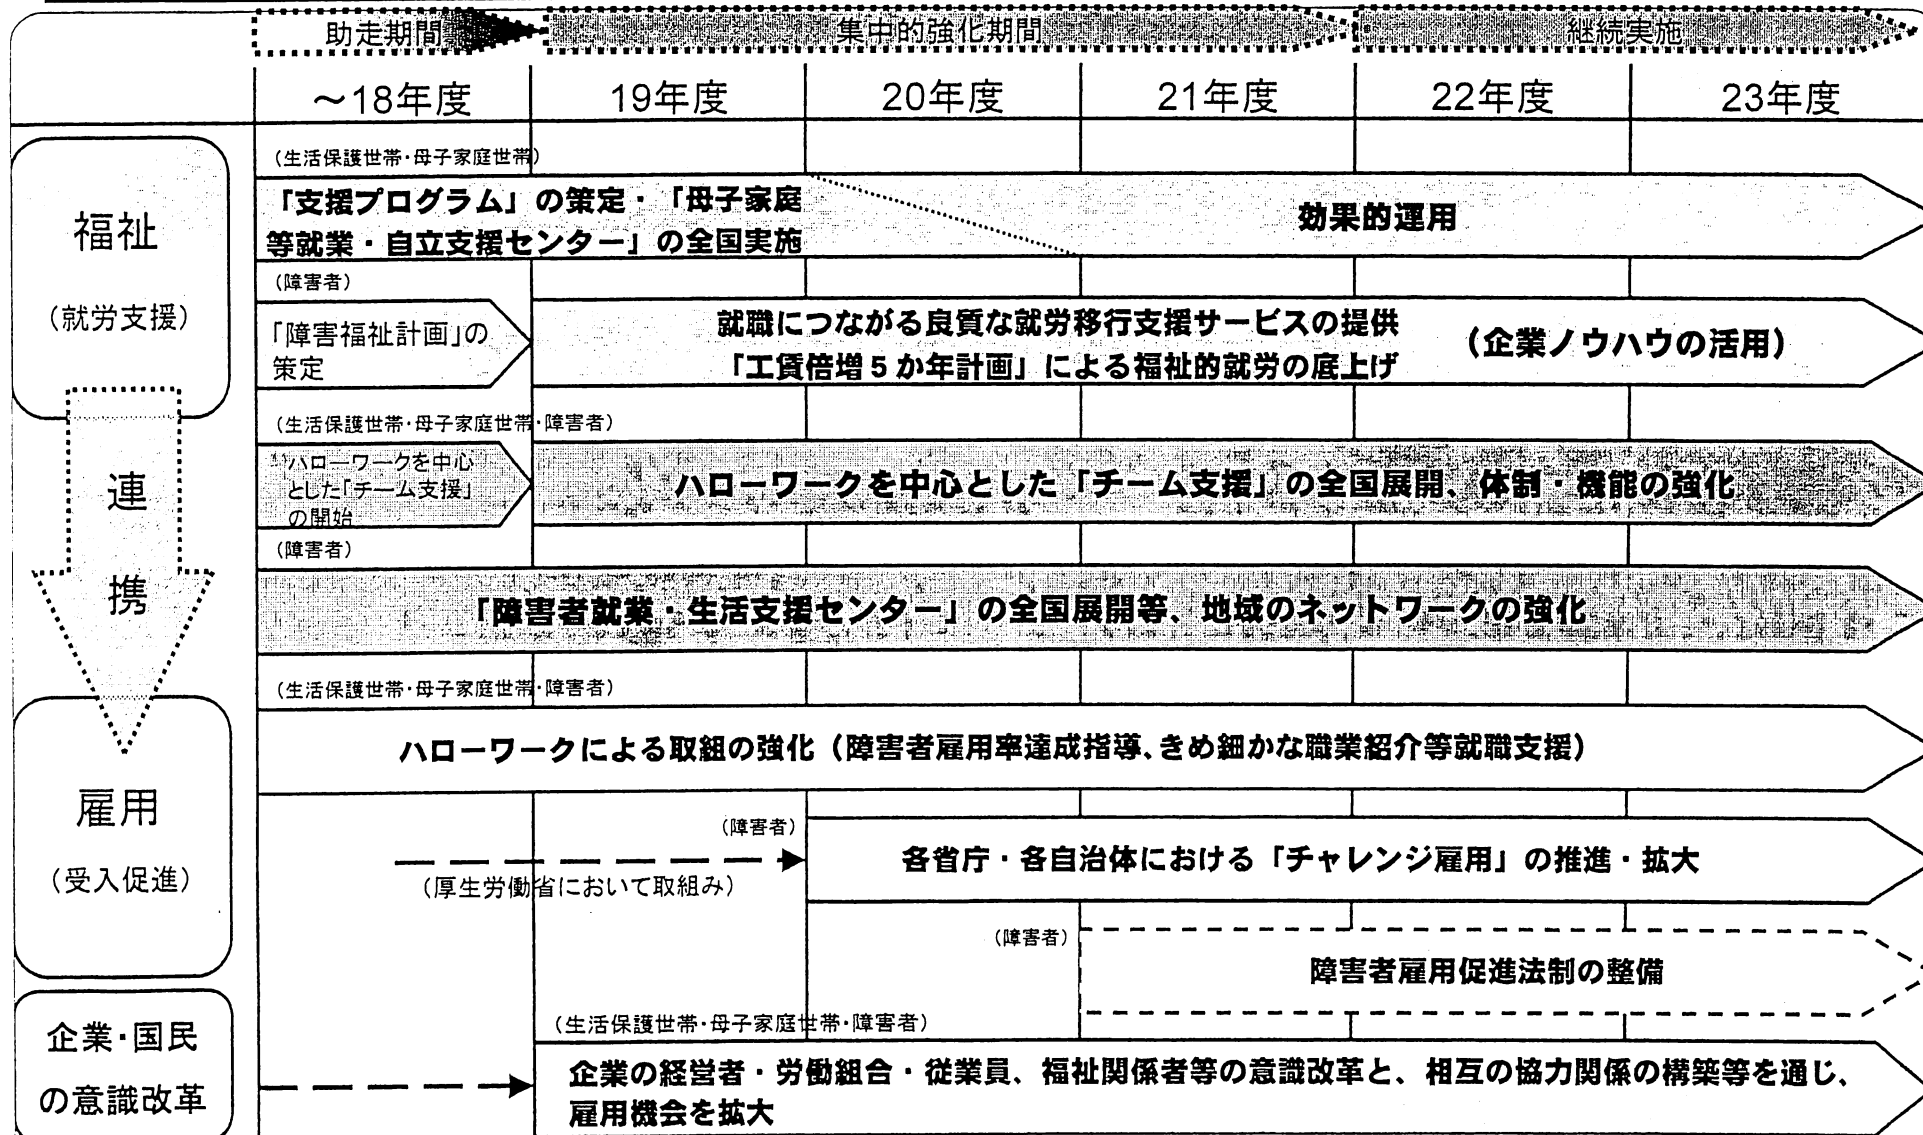 助走期間
集中的強化期間
継続実施
～18年度
19年度
20年度
21年度
22年度
23年度
福祉
（就労支援）
（生活保護世帯・母子家庭世帯）
「支援プログラム」の策定・「母子家庭
等就業・自立支援センター」の全国実施
効果的運用
（障害者）
「障害福祉計画」の
策定
就職につながる良質な就労移行支援サービスの提供
「工賃倍増５か年計画」による福祉的就労の底上げ
（企業ノウハウの活用）
連
携
（生活保護世帯・母子家庭世帯・障害者）
ハローワークを中心
とした「チーム支援」
の開始
ハローワークを中心とした「チーム支援」の全国展開、体制・機能の強化
（障害者）
「障害者就業・生活支援センター」の全国展開等、地域のネットワークの強化
雇用
（受入促進）
（生活保護世帯・母子家庭世帯・障害者）
ハローワークによる取組の強化（障害者雇用率達成指導、きめ細かな職業紹介等就職支援）
（障害者）
（厚生労働省において取組み）
各省庁・各自治体における「チャレンジ雇用」の推進・拡大
（障害者）
障害者雇用促進法制の整備
企業・国民
の意識改革
（生活保護世帯・母子家庭世帯・障害者）
企業の経営者・労働組合・従業員、福祉関係者等の意識改革と、相互の協力関係の構築等を通じ、
雇用機会を拡大